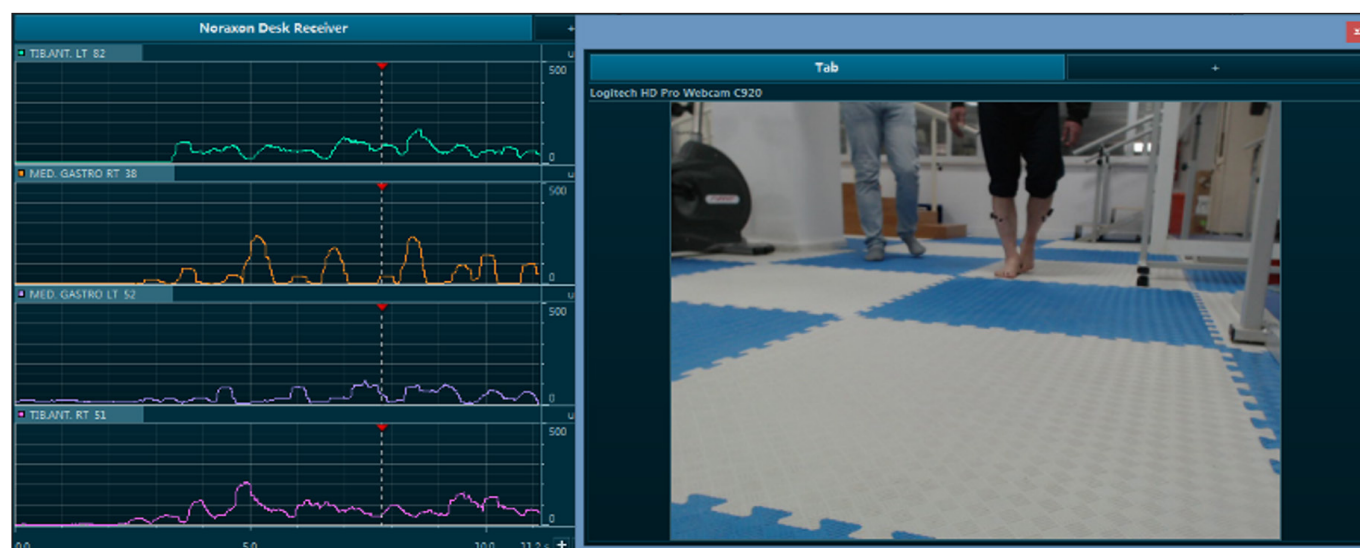 Noraxon Desk Receiver
+
TIB.ANT. LT 82
u
500
0
MED. GASTRO RT 38
u
500
0
MED. GASTRO LT 52
u
500
0
TIB.ANT. RT 51
u
500
0
0.0 5.0 10.0 11.2 s +
x
Tab
+
Logitech HD Pro Webcam C920